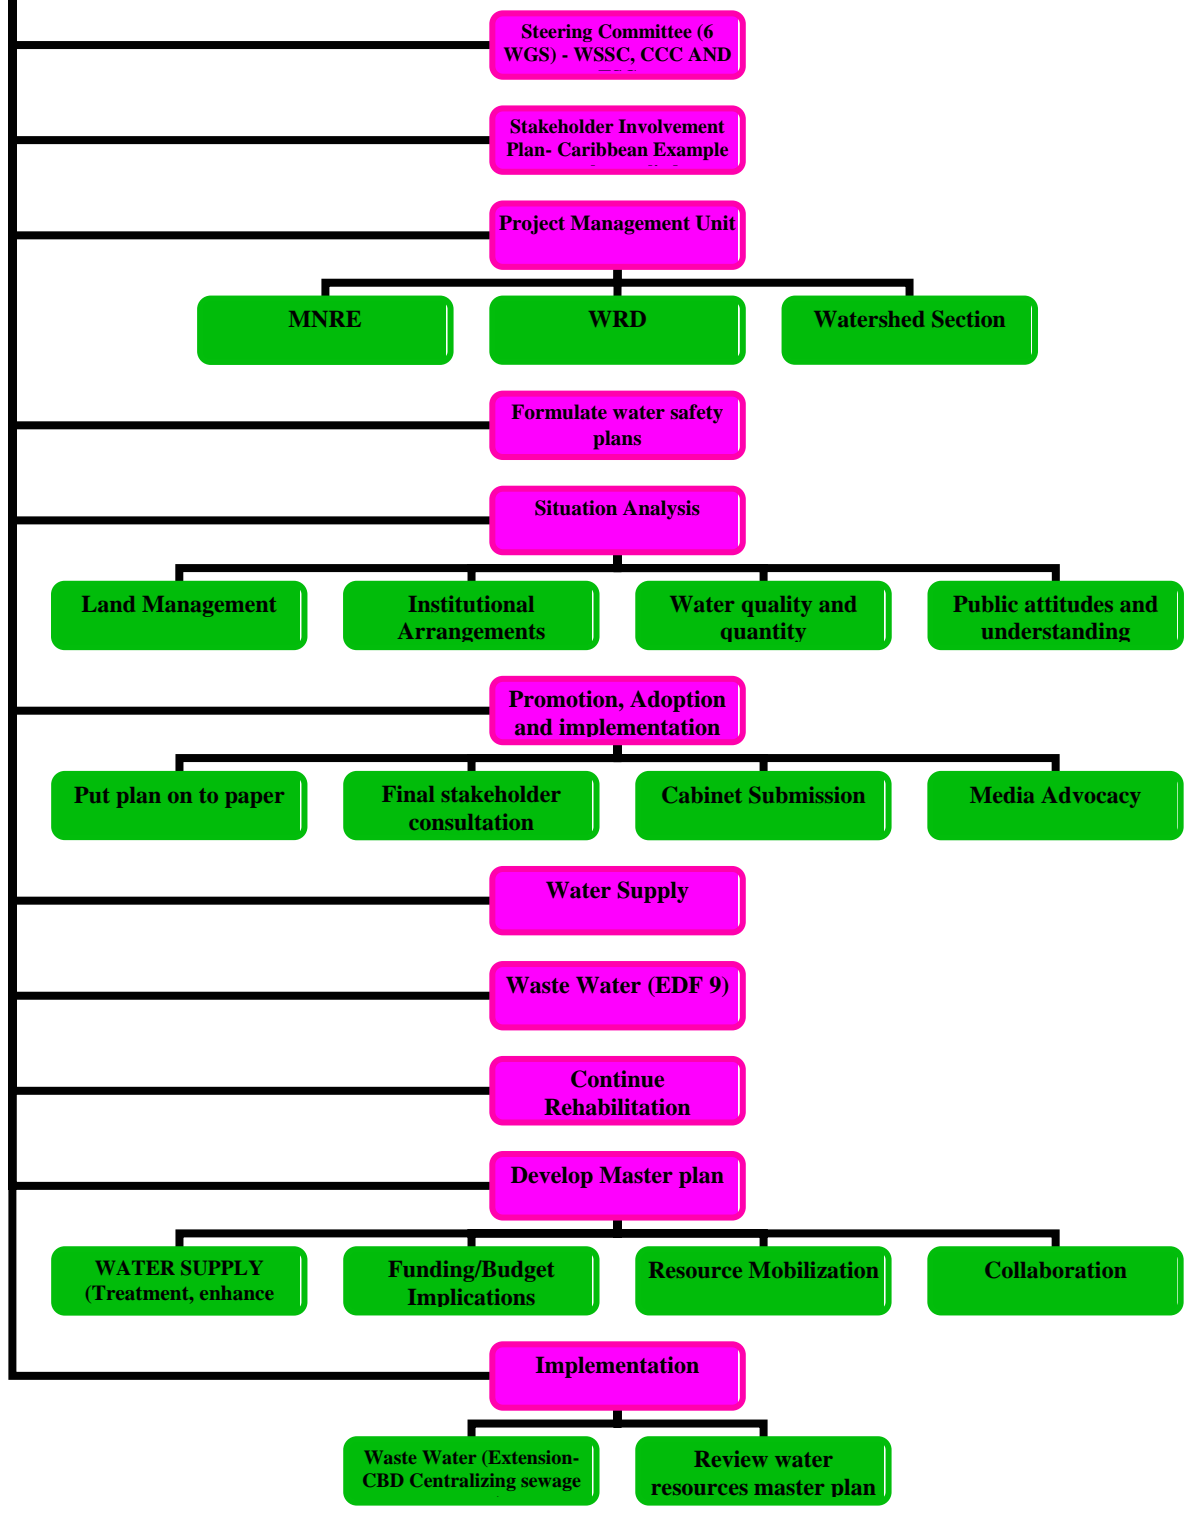 Steering Committee (6
WGS) - WSSC, CCC AND
Stakeholder Involvement
Plan- Caribbean Example
Project Management Unit
MNRE
WRD
Watershed Section
Formulate water safety
plans
Situation Analysis
Land Management
Institutional
Arrangements
Water quality and
quantity
Public attitudes and
understanding
Promotion, Adoption
and implementation
Put plan on to paper
Final stakeholder
consultation
Cabinet Submission
Media Advocacy
Water Supply
Waste Water (EDF 9)
Continue
Rehabilitation
Develop Master plan
WATER SUPPLY
(Treatment, enhance
Funding/Budget
Implications
Resource Mobilization
Collaboration
Implementation
Waste Water (Extension-
CBD Centralizing sewage
Review water
resources master plan